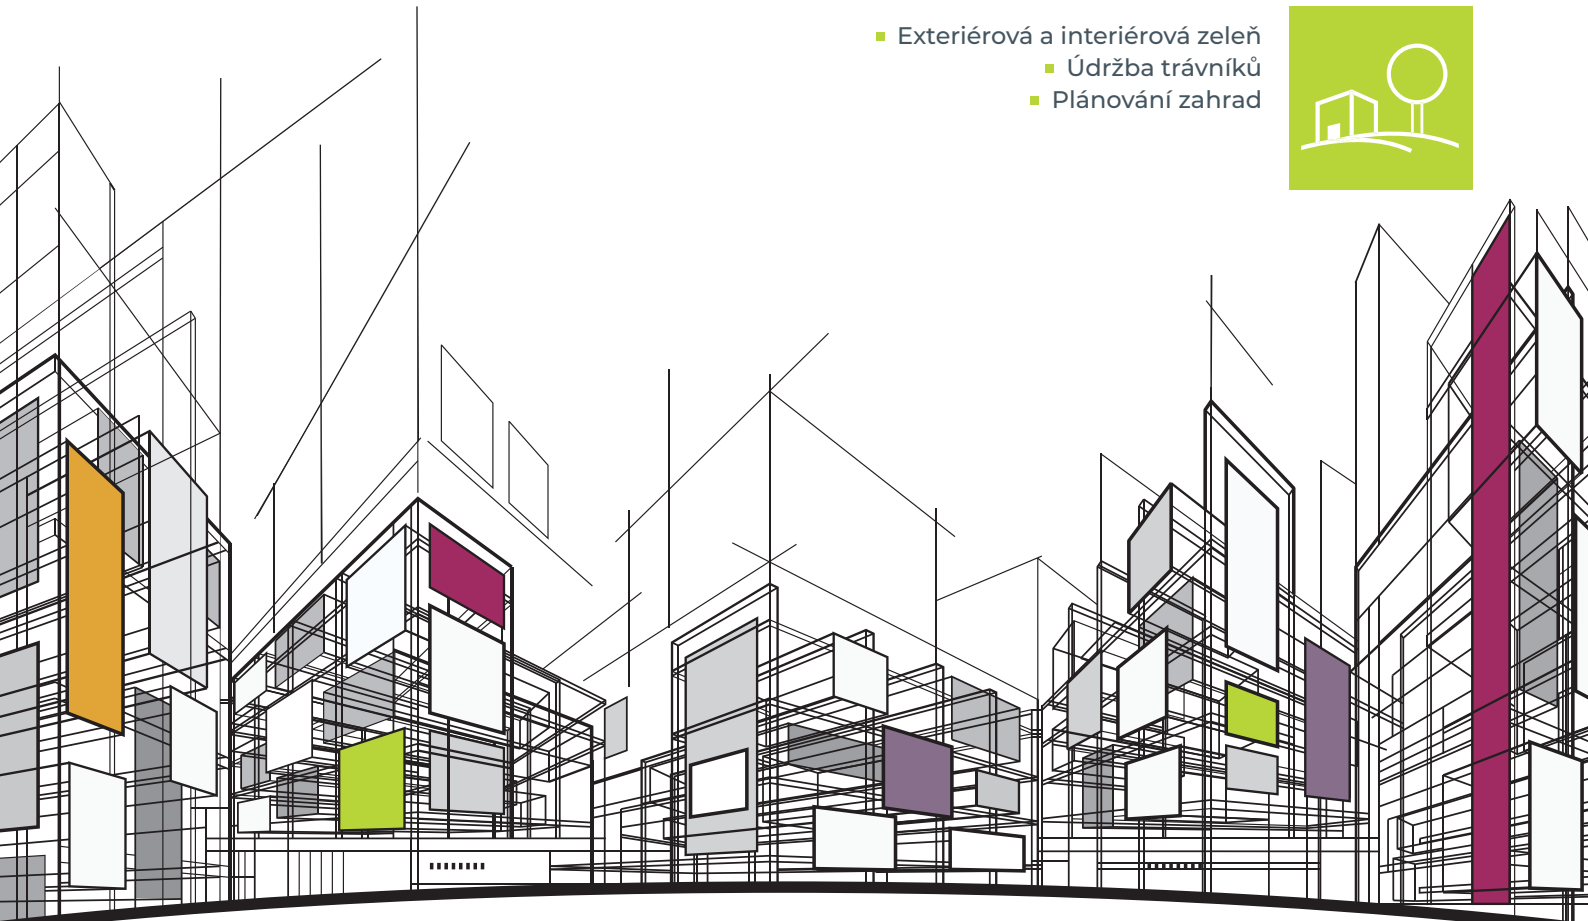 Exteriérová a interiérová zeleň
Údržba trávníků
Plánování zahrad